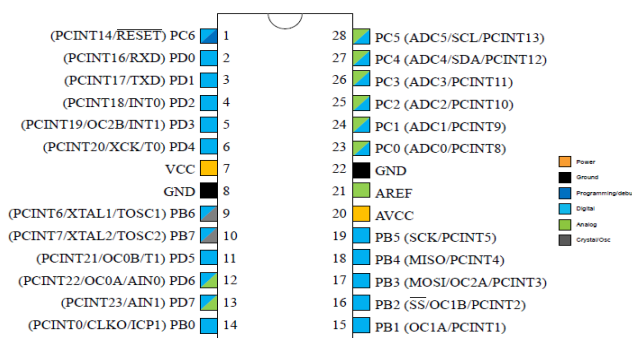 (PCINT14/RESET) PC6 1
(PCINT16/RXD) PD0 2
(PCINT17/TXD) PD1 3
(PCINT18/INT0) PD2 4
(PCINT19/OC2B/INT1) PD3 5
(PCINT20/XCK/T0) PD4 6
VCC 7
GND 8
(PCINT6/XTAL1/TOSC1) PB6 9
(PCINT7/XTAL2/TOSC2) PB7 10
(PCINT21/OC0B/T1) PD5 11
(PCINT22/OC0A/AIN0) PD6 12
(PCINT23/AIN1) PD7 13
(PCINT0/CLKO/ICP1) PB0 14
28 PC5 (ADC5/SCL/PCINT13)
27 PC4 (ADC4/SDA/PCINT12)
26 PC3 (ADC3/PCINT11)
25 PC2 (ADC2/PCINT10)
24 PC1 (ADC1/PCINT9)
23 PC0 (ADC0/PCINT8)
22 GND
21 AREF
20 AVCC
19 PB5 (SCK/PCINT5)
18 PB4 (MISO/PCINT4)
17 PB3 (MOSI/OC2A/PCINT3)
16 PB2 (SS/OC1B/PCINT2)
15 PB1 (OC1A/PCINT1)
Power
Ground
Programming/debu
Digital
Analog
Crystal/Osc